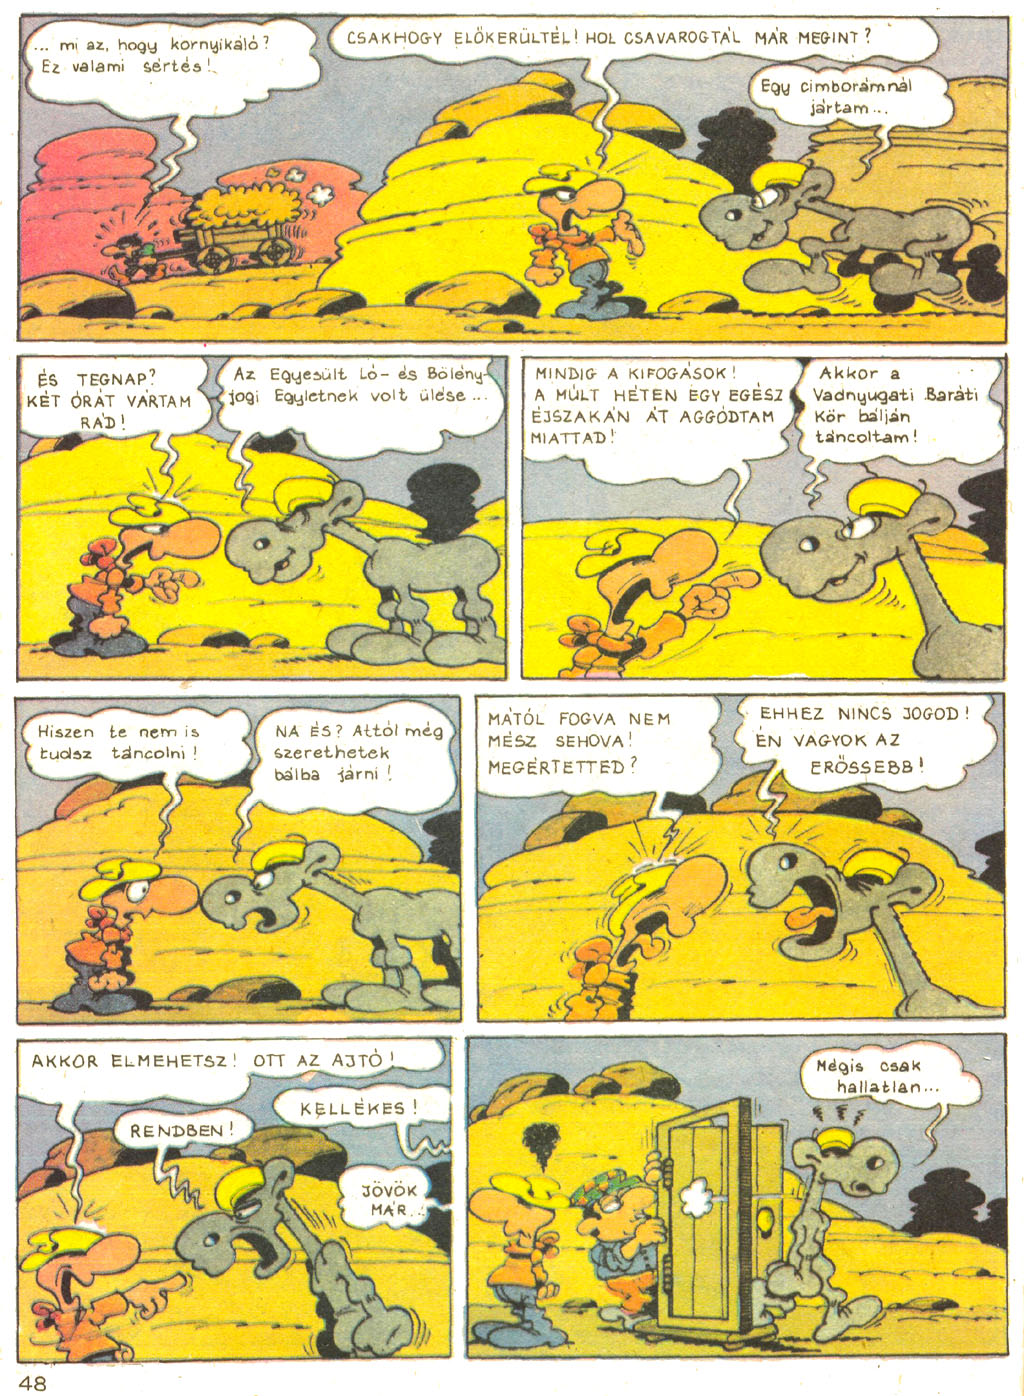 ... mi az, hogy kornyikáló?
Ez valami sértés!
CSAKHOGY ELŐKERÜLTÉL! HOL CSAVAROGTÁL MÁR MEGINT?
Egy cimborámnál
jártam...
ÉS TEGNAP?
KÉT ÓRÁT VÁRTAM
RÁD!
Az Egyesült Ló- és Bölény-
jogi Egyletnek volt ülése...
MINDIG A KIFOGÁSOK!
A MÚLT HÉTEN EGY EGÉSZ
ÉJSZAKÁN ÁT AGGÓDTAM
MIATTAD!
Akkor a
Vadnyugati Baráti
Kör bálján
táncoltam!
Hiszen te nem is
tudsz táncolni!
NA ÉS? Attól még
szerethetek
bálba járni!
MÁTÓL FOGVA NEM
MÉSZ SEHOVA!
MEGÉRTETTED?
EHHEZ NINCS JOGOD!
ÉN VAGYOK AZ
ERŐSSEBB!
AKKOR ELMEHETSZ! OTT AZ AJTÓ!
RENDBEN!
KELLÉKES!
JÖVÖK
MÁR...
Mégis csak
hallatlan...
48